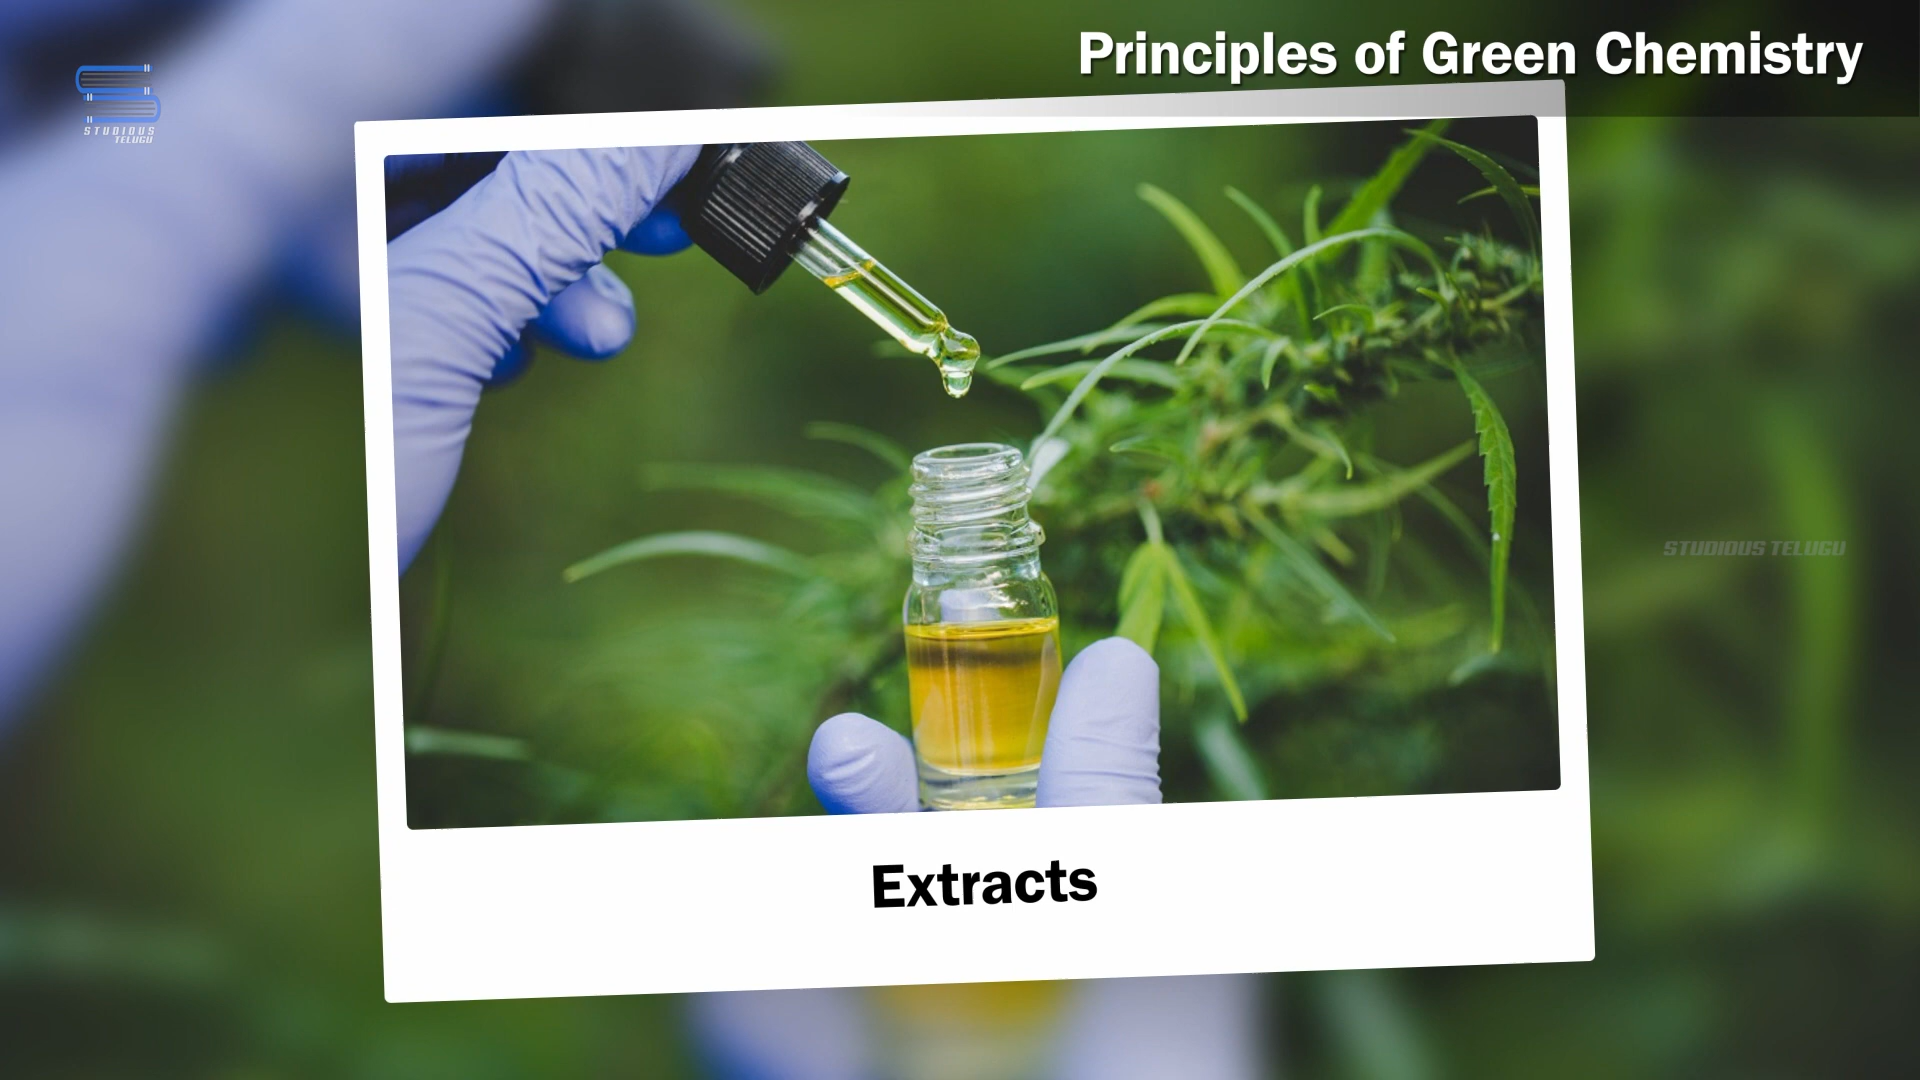 Principles of Green Chemistry
STUDIOUS
TELUGU
STUDIOUS TELUGU
Extracts